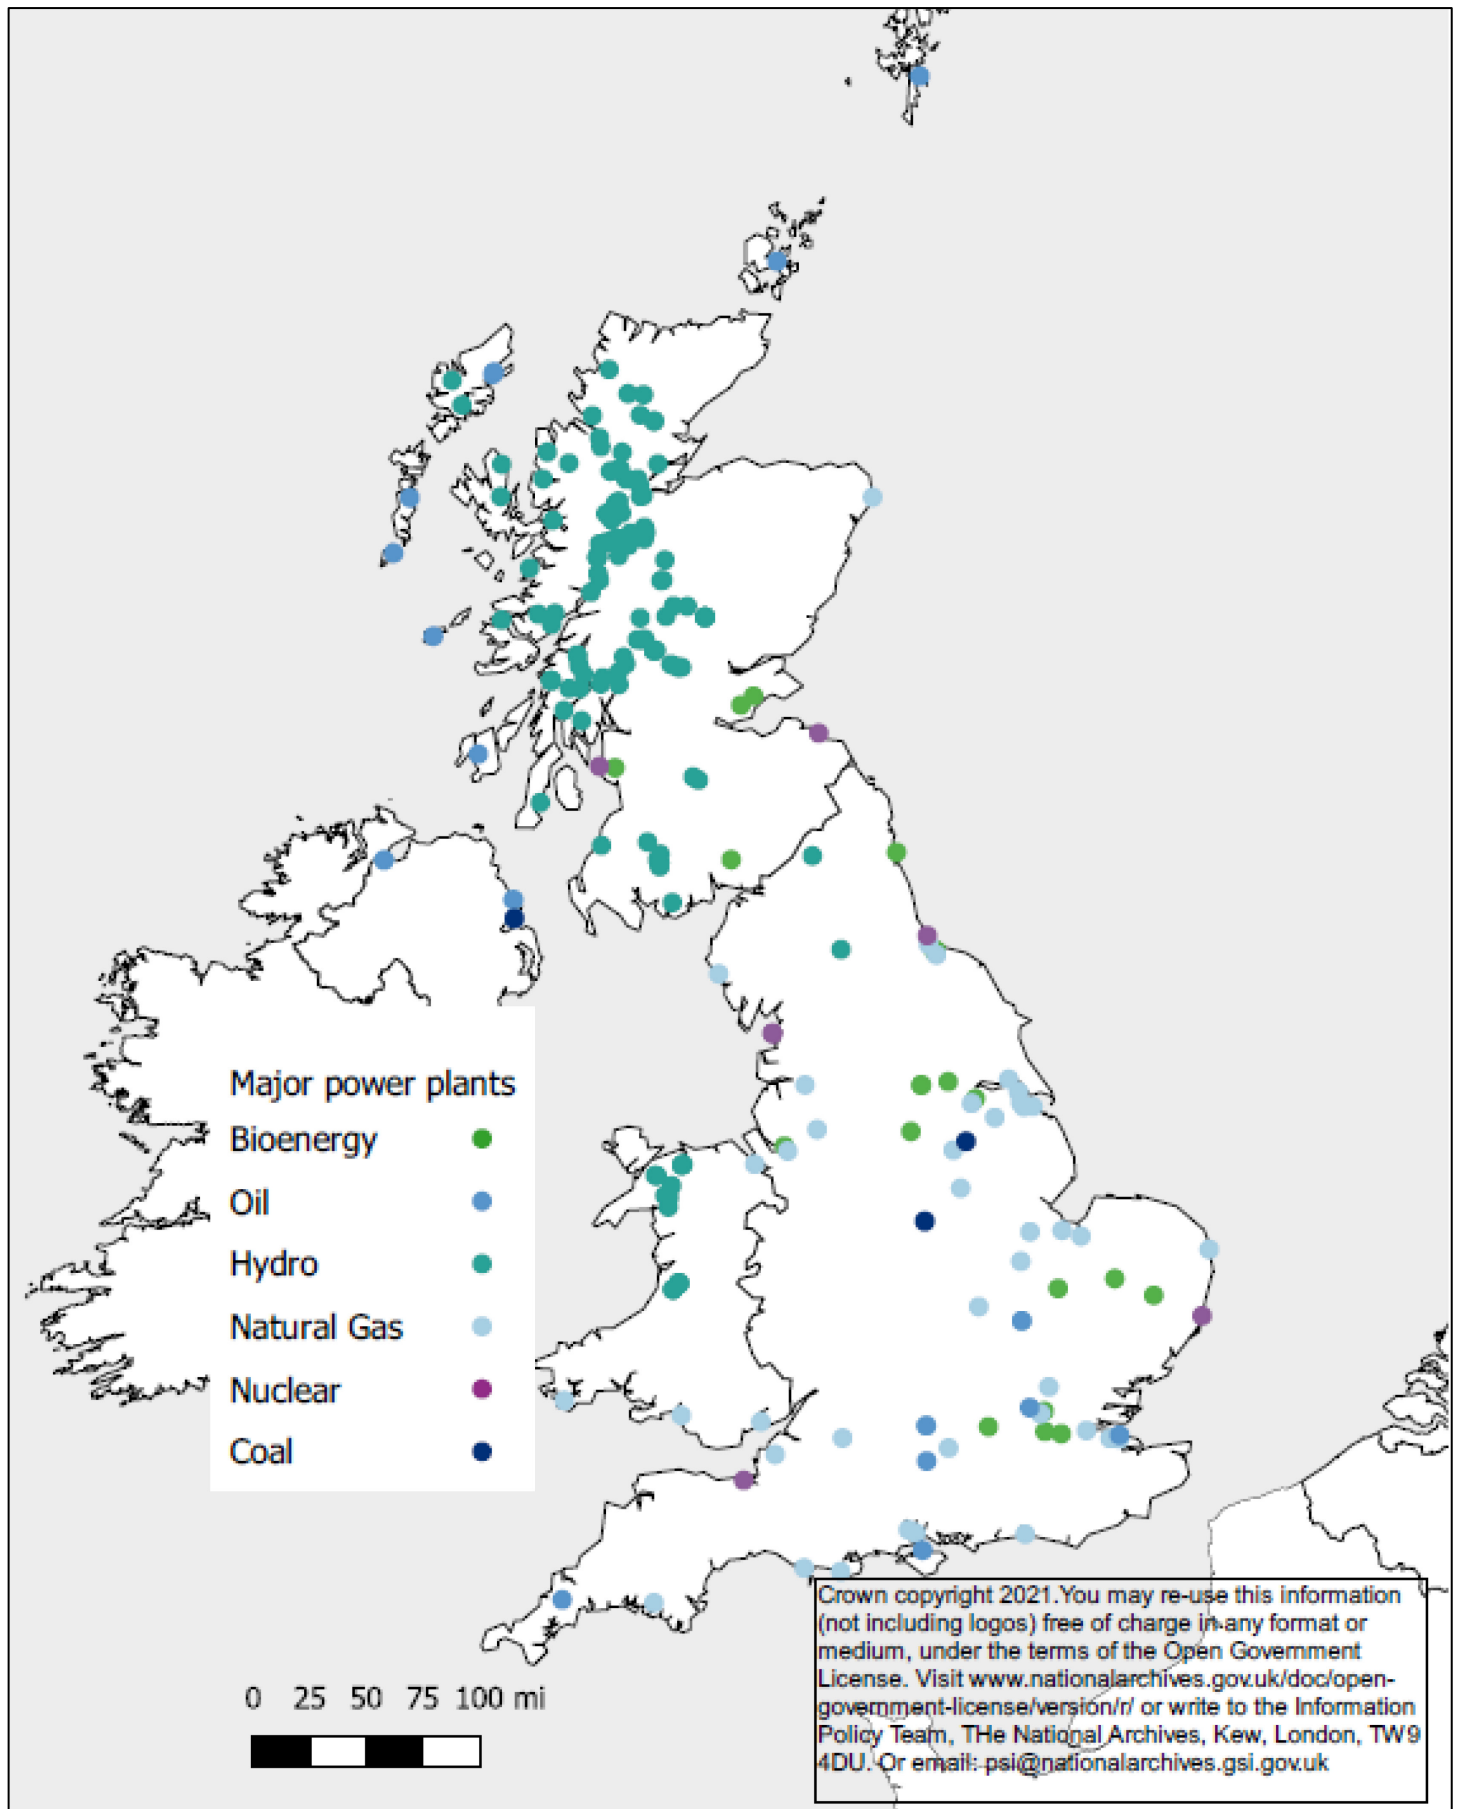 Major power plants
Bioenergy
Oil
Hydro
Natural Gas
Nuclear
Coal
0 25 50 75 100 mi
Crown copyright 2021.You may re-use this information
(not including logos) free of charge in any format or
medium, under the terms of the Open Government
License. Visit www.nationalarchives.gov.uk/doc/open-
government-license/version/r/ or write to the Information
Policy Team, THe National Archives, Kew, London, TW9
4DU. Or email: psi@nationalarchives.gsi.gov.uk